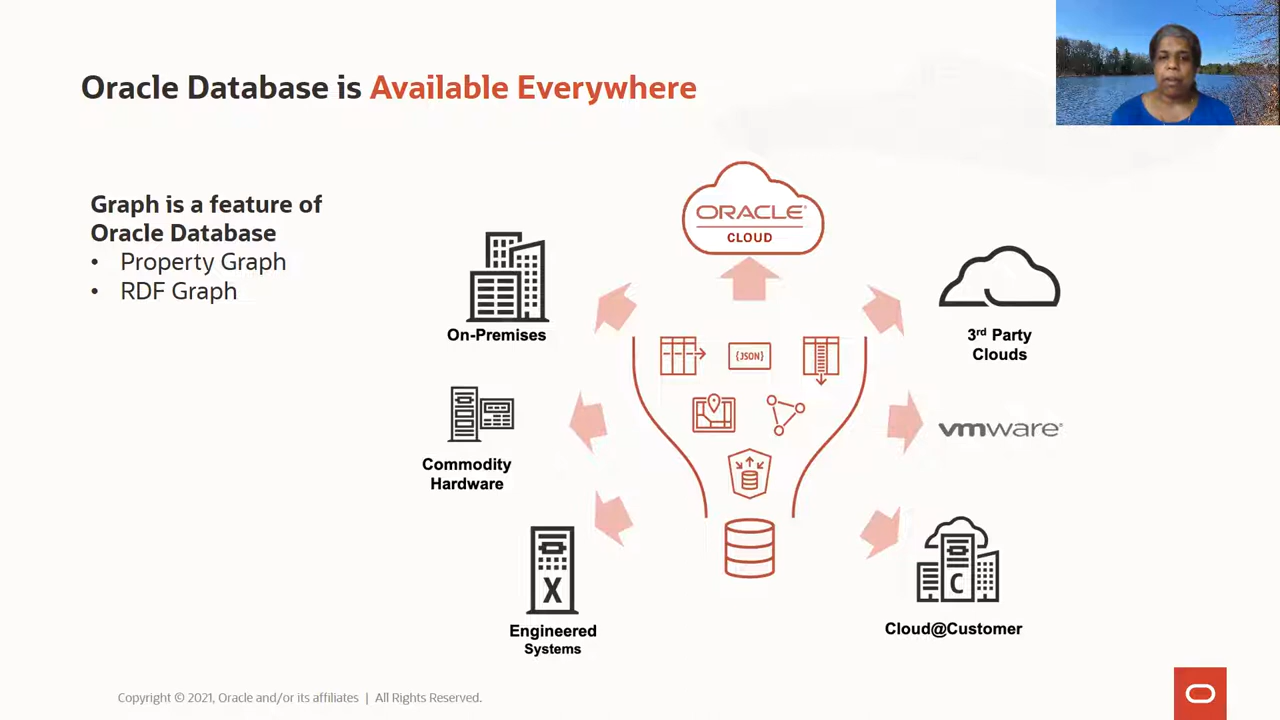 Oracle Database is Available Everywhere
Graph is a feature of
Oracle Database
• Property Graph
• RDF Graph
ORACLE
CLOUD
On-Premises
3rd Party
Clouds
{JSON}
Commodity
Hardware
vmware
X
Engineered
Systems
C
Cloud@Customer
Copyright © 2021, Oracle and/or its affiliates | All Rights Reserved.